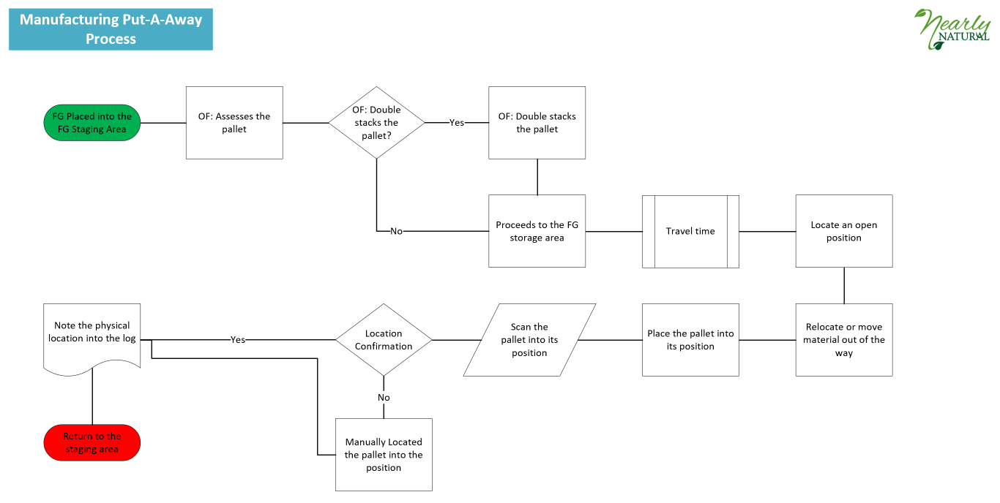 Manufacturing Put-A-Away
Process
Nearly
NATURAL
FG Placed into the
FG Staging Area
OF: Assesses the
pallet
OF: Double
stacks the
pallet?
Yes
OF: Double stacks
the pallet
No
Proceeds to the FG
storage area
Travel time
Locate an open
position
Note the physical
location into the log
Yes
Location
Confirmation
Scan the
pallet into its
position
Place the pallet into
its position
Relocate or move
material out of the
way
No
Return to the
staging area
Manually Located
the pallet into the
position